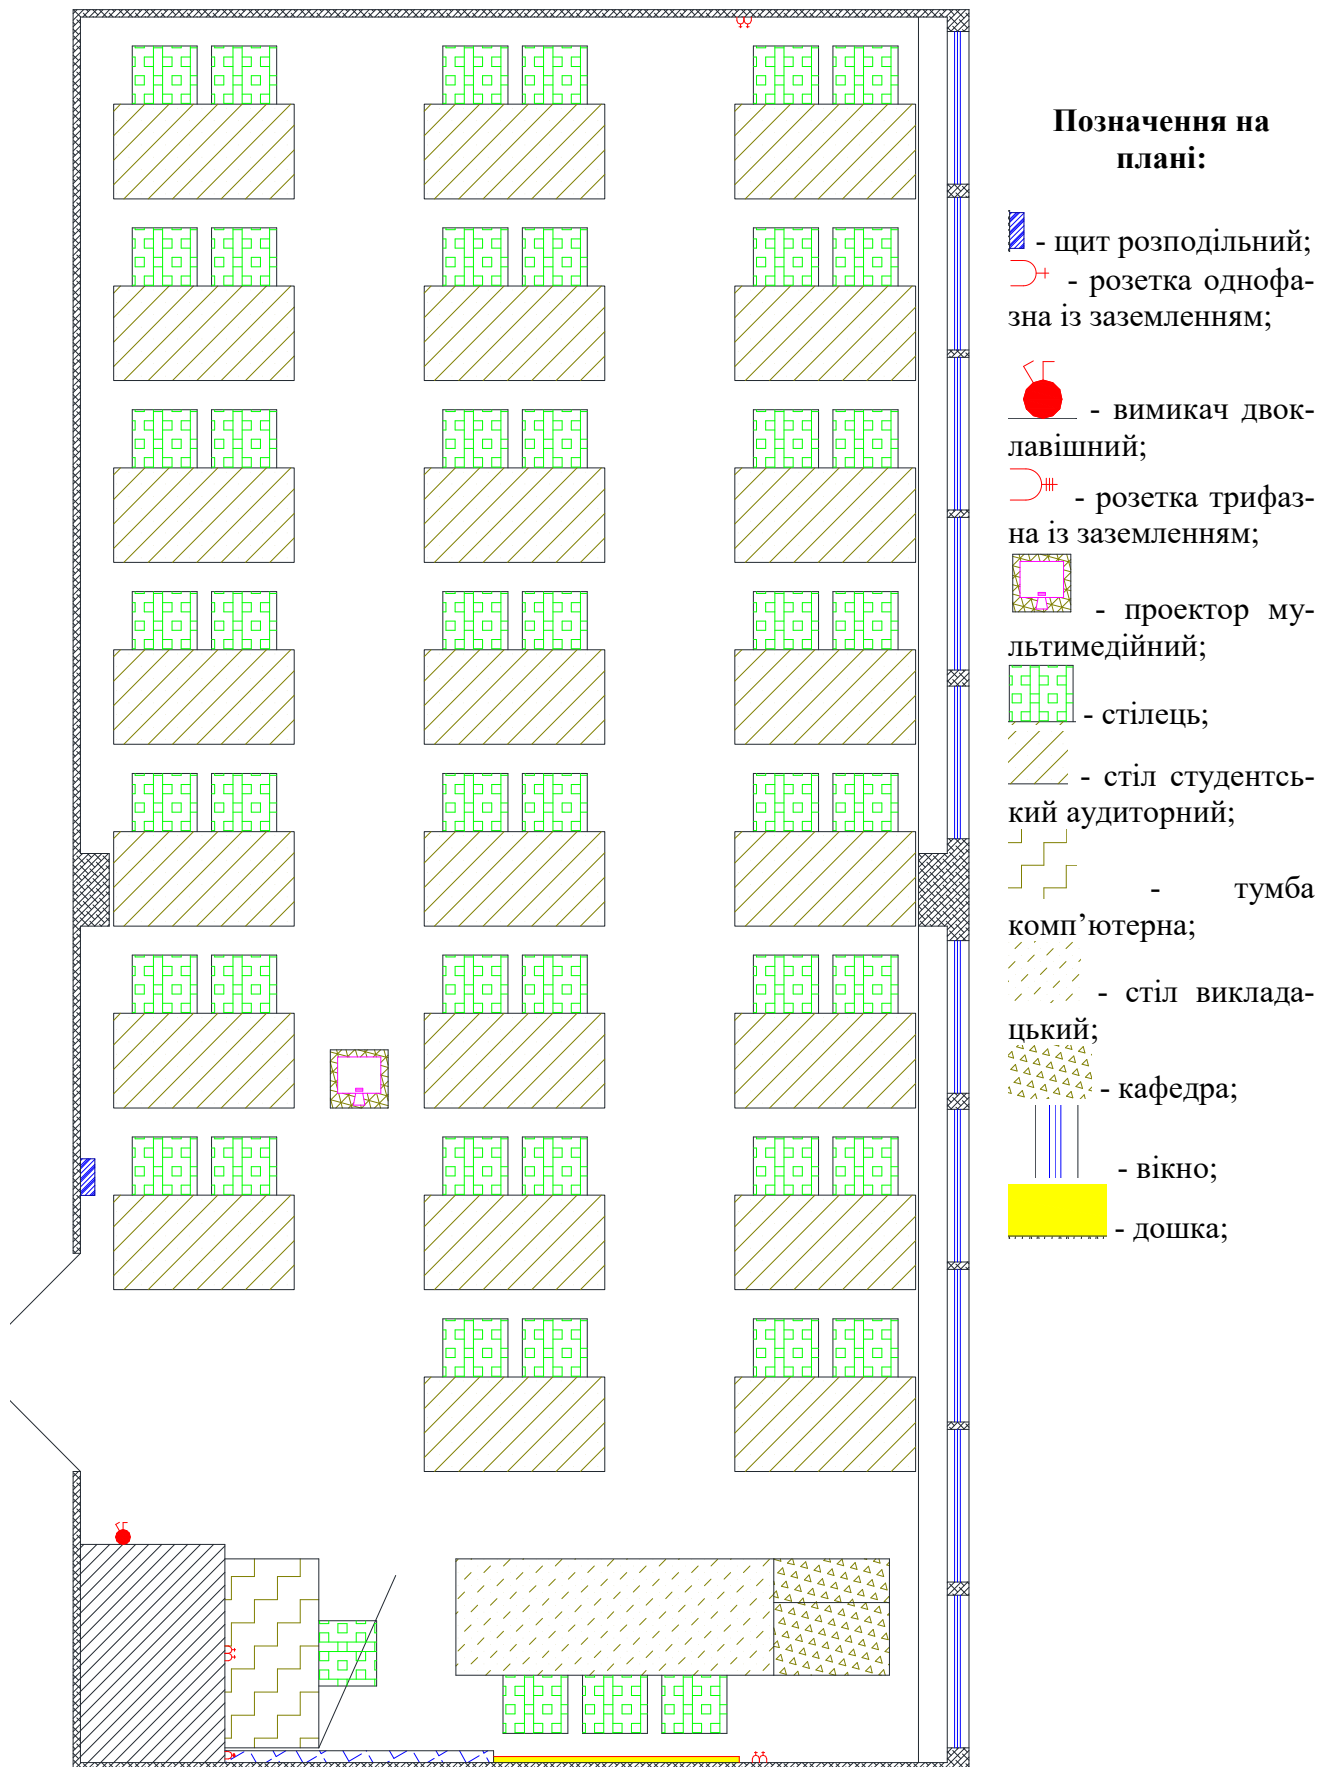 Позначення на
плані:
- щит розподільний;
- розетка однофа-
зна із заземленням;
- вимикач двок-
лавішний;
- розетка трифаз-
на із заземленням;
- проектор му-
льтимедійний;
- стілець;
- стіл студентсь-
кий аудиторний;
- тумба
комп’ютерна;
- стіл виклада-
цький;
- кафедра;
- вікно;
- дошка;